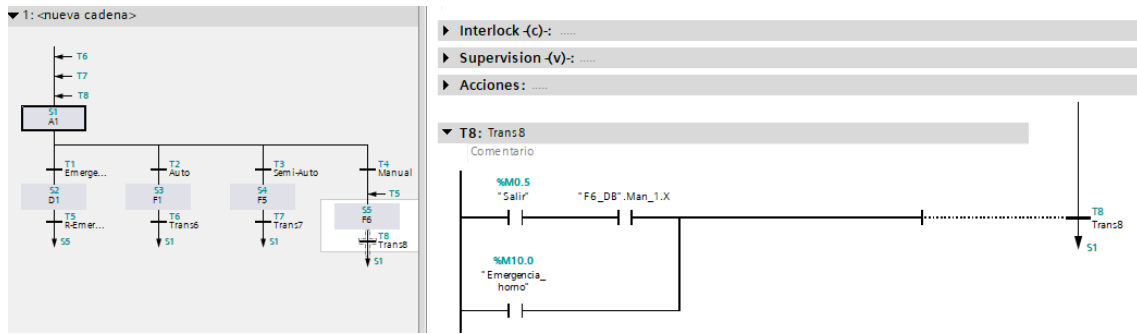 1: <nueva cadena>
T6
T7
T8
S1
A1
T1
Emerge...
T2
Auto
T3
Semi-Auto
T4
Manual
T5
S2
D1
S3
F1
S4
F5
S5
F6
T5
R-Emer...
T6
Trans6
T7
Trans7
T8
Trans8
S5
S1
S1
S1
Interlock -(c)-: .....
Supervision -(v)-: .....
Acciones: .....
T8: Trans8
Comentario
%M0.5
"Salir"
"F6_DB".Man_1.X
T8
Trans8
S1
%M10.0
"Emergencia_
horno"